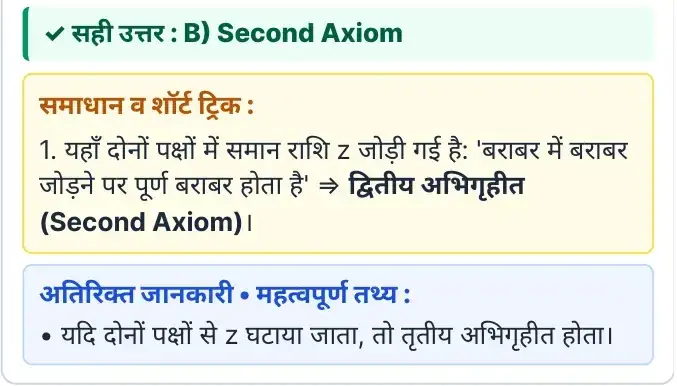 ✓ सही उत्तर : B) Second Axiom
समाधान व शॉर्ट ट्रिक :
1. यहाँ दोनों पक्षों में समान राशि z जोड़ी गई है: 'बराबर में बराबर
जोड़ने पर पूर्ण बराबर होता है' ⇒ द्वितीय अभिगृहीत
(Second Axiom)।
अतिरिक्त जानकारी • महत्वपूर्ण तथ्य :
• यदि दोनों पक्षों से z घटाया जाता, तो तृतीय अभिगृहीत होता।